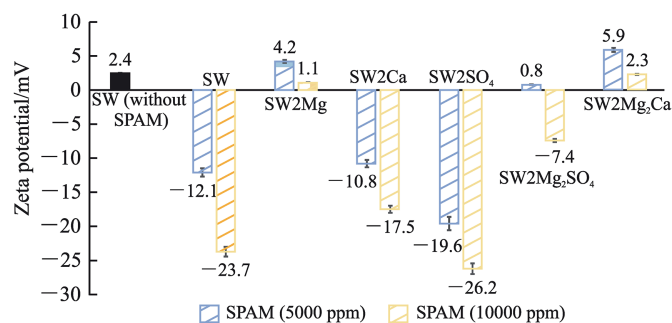 Zeta potential/mV
10
5
0
−5
−10
−15
−20
−25
−30
2.4
SW (without
SPAM)
SW
−12.1
−23.7
4.2
1.1
SW2Mg
SW2Ca
−10.8
−17.5
SW2SO₄
−19.6
−26.2
0.8
−7.4
SW2Mg₂SO₄
5.9
2.3
SW2Mg₂Ca
SPAM (5000 ppm)
SPAM (10000 ppm)